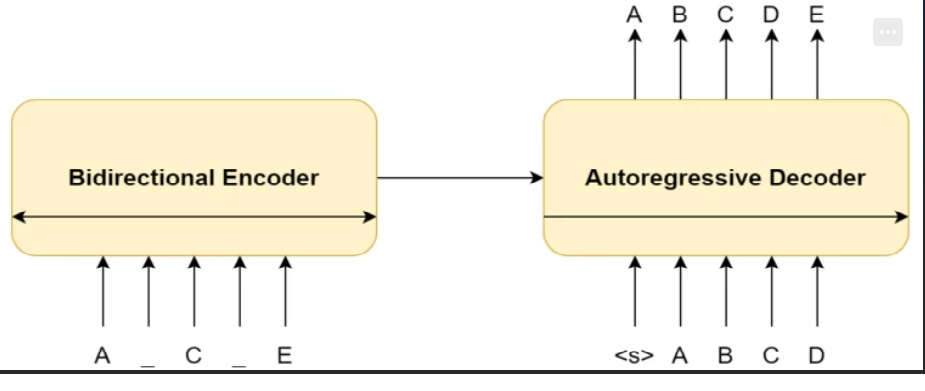 A B C D E
Bidirectional Encoder
Autoregressive Decoder
A _ C _ E
<s> A B C D